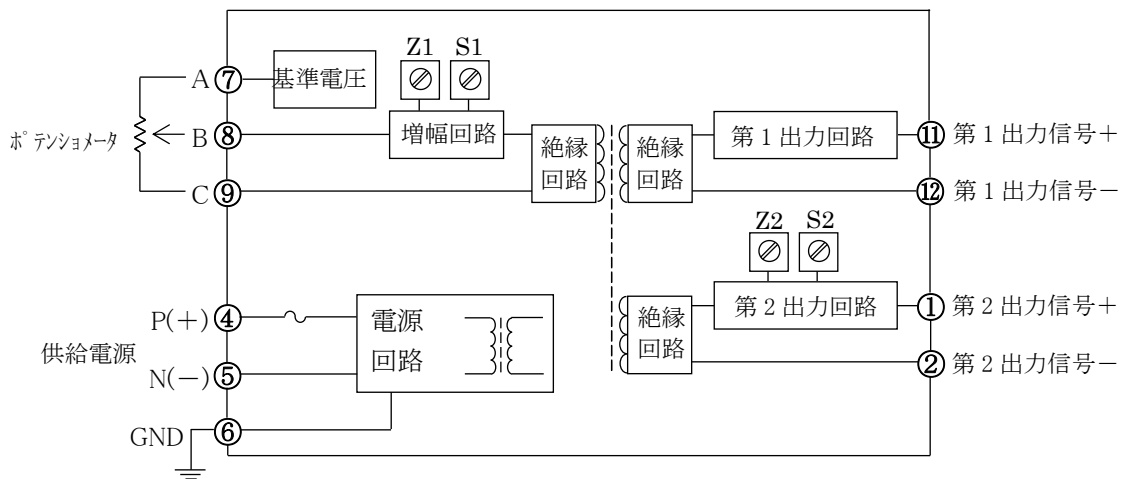 Z1 S1
A ⑦ 基準電圧
ポテンショメータ
B ⑧ 増幅回路
C ⑨
絶縁
回路
絶縁
回路
第1出力回路 ⑪ 第1出力信号+
⑫ 第1出力信号-
Z2 S2
第2出力回路 ① 第2出力信号+
絶縁
回路
② 第2出力信号-
供給電源
P(+) ④
N(-) ⑤
GND ⑥
電源
回路